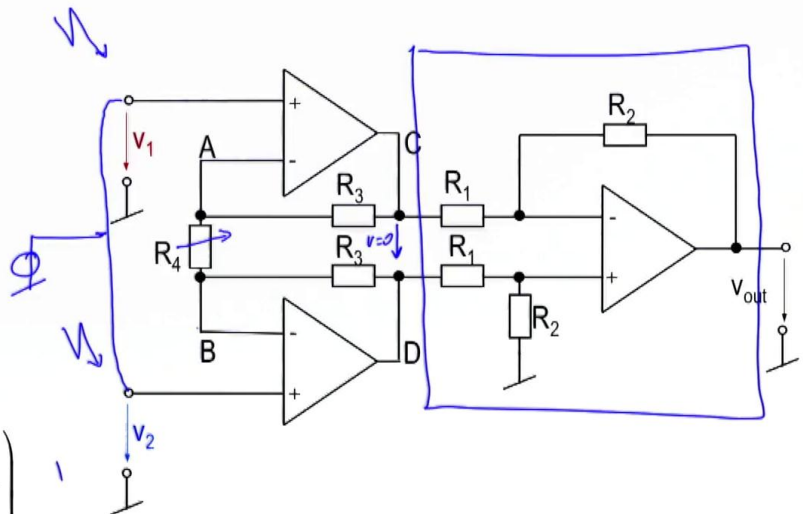 R₂
+
v₁
A
-
C
R₃
R₁
-
R₄
v=0
R₃
R₁
+
vout
B
-
D
R₂
+
v₂